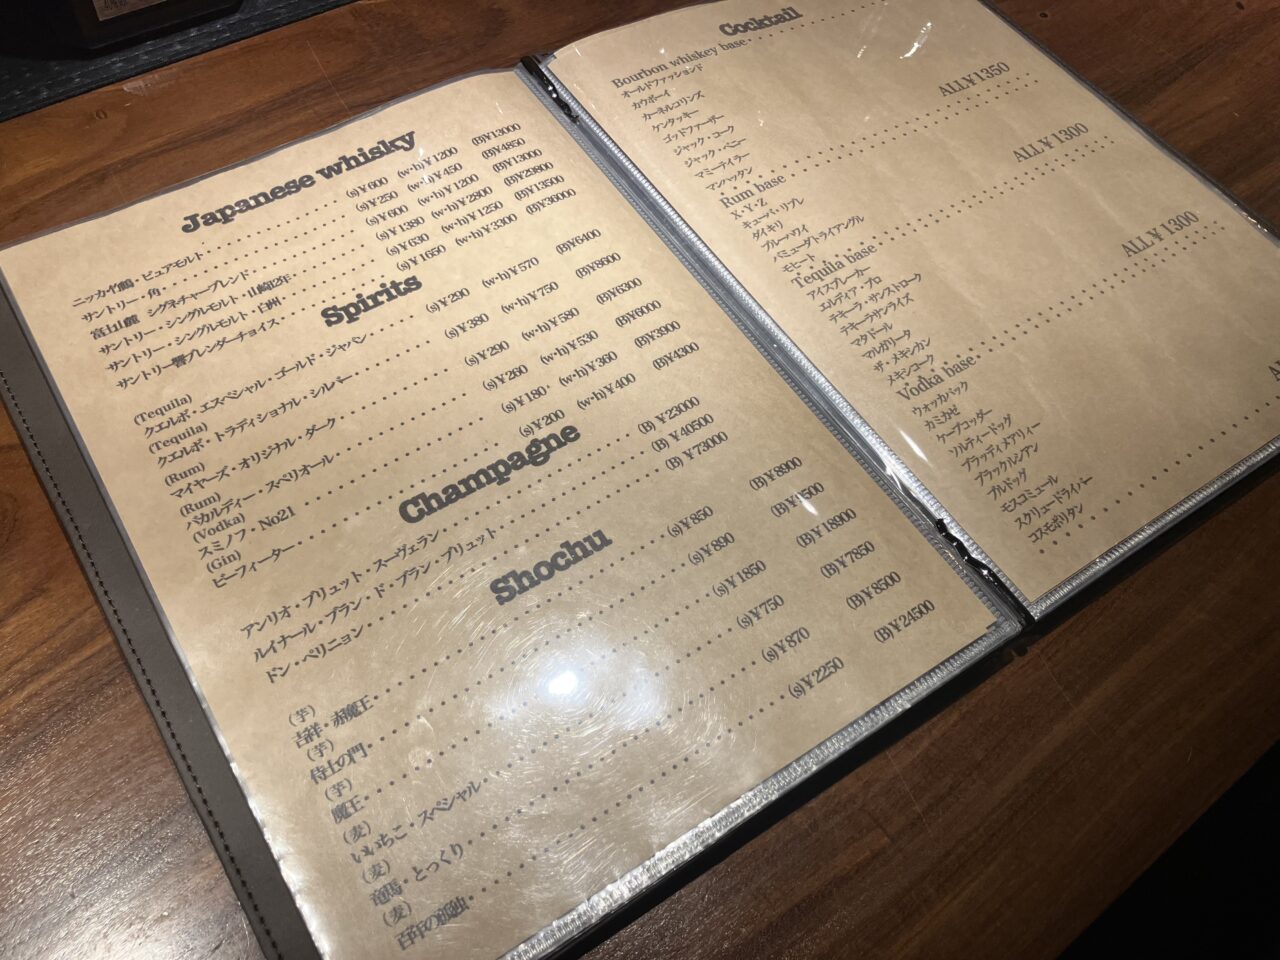 Japanese whisky
ニッカ竹鶴・ピュアモルト (s)¥600 (w・h)¥1200 (B)¥13000
サントリー・角 (s)¥250 (w・h)¥450 (B)¥4850
富士山麓 シグネチャーブレンド (s)¥600 (w・h)¥1200 (B)¥13000
サントリー・シングルモルト・山崎12年 (s)¥1380 (w・h)¥2800 (B)¥29800
サントリー・シングルモルト・白州 (s)¥630 (w・h)¥1250 (B)¥13500
サントリー響ブレンダーチョイス (s)¥1650 (w・h)¥3300 (B)¥36000
Spirits
(Tequila)
クエルボ・エスペシャル・ゴールド・ジャパン (s)¥290 (w・h)¥570 (B)¥6400
(Tequila)
クエルボ・トラディショナル・シルバー (s)¥380 (w・h)¥750 (B)¥8600
(Rum)
マイヤーズ・オリジナル・ダーク (s)¥290 (w・h)¥580 (B)¥6300
(Rum)
バカルディー・スペリオール (s)¥260 (w・h)¥530 (B)¥6000
(Vodka)
スミノフ・No21 (s)¥180 (w・h)¥360 (B)¥3900
(Gin)
ビーフィーター (s)¥200 (w・h)¥400 (B)¥4300
Champagne
アンリオ・ブリュット・スーヴェラン (B)¥23000
ルイナール・ブラン・ド・ブラン・ブリュット (B)¥40500
ドン・ペリニョン (B)¥73000
Shochu
(芋)
吉祥・赤魔王 (s)¥850 (B)¥8900
(芋)
侍士の門 (s)¥890
(芋)
魔王 (s)¥1850 (B)¥18900
(麦)
いいちこ・スペシャル (s)¥750 (B)¥7850
(麦)
竜馬・とっくり (s)¥870 (B)¥8500
(麦)
百年の孤独 (s)¥2250 (B)¥24500
Cocktail
Bourbon whiskey base ALL¥1350
オールドファッションド
カウボーイ
カーネルコリンズ
ケンタッキー
ゴッドファーザー
ジャック・コーク
ジャック・ベニー
マミーテイラー
マンハッタン
Rum base ALL¥1300
X・Y・Z
キューバ・リブレ
ダイキリ
ブルーハワイ
バミューダトライアングル
モヒート
Tequila base ALL¥1300
アイスブレーカー
エルディア・プロ
テキーラ・サンストローク
テキーラサンライズ
マタドール
マルガリータ
ザ・メキシカン
メキシコーク
Vodka base
ウォッカバック
カミカゼ
ケープコッダー
ソルティードッグ
ブラッディメアリィー
ブラックルシアン
ブルドッグ
モスコミュール
スクリュードライバー
コスモポリタン